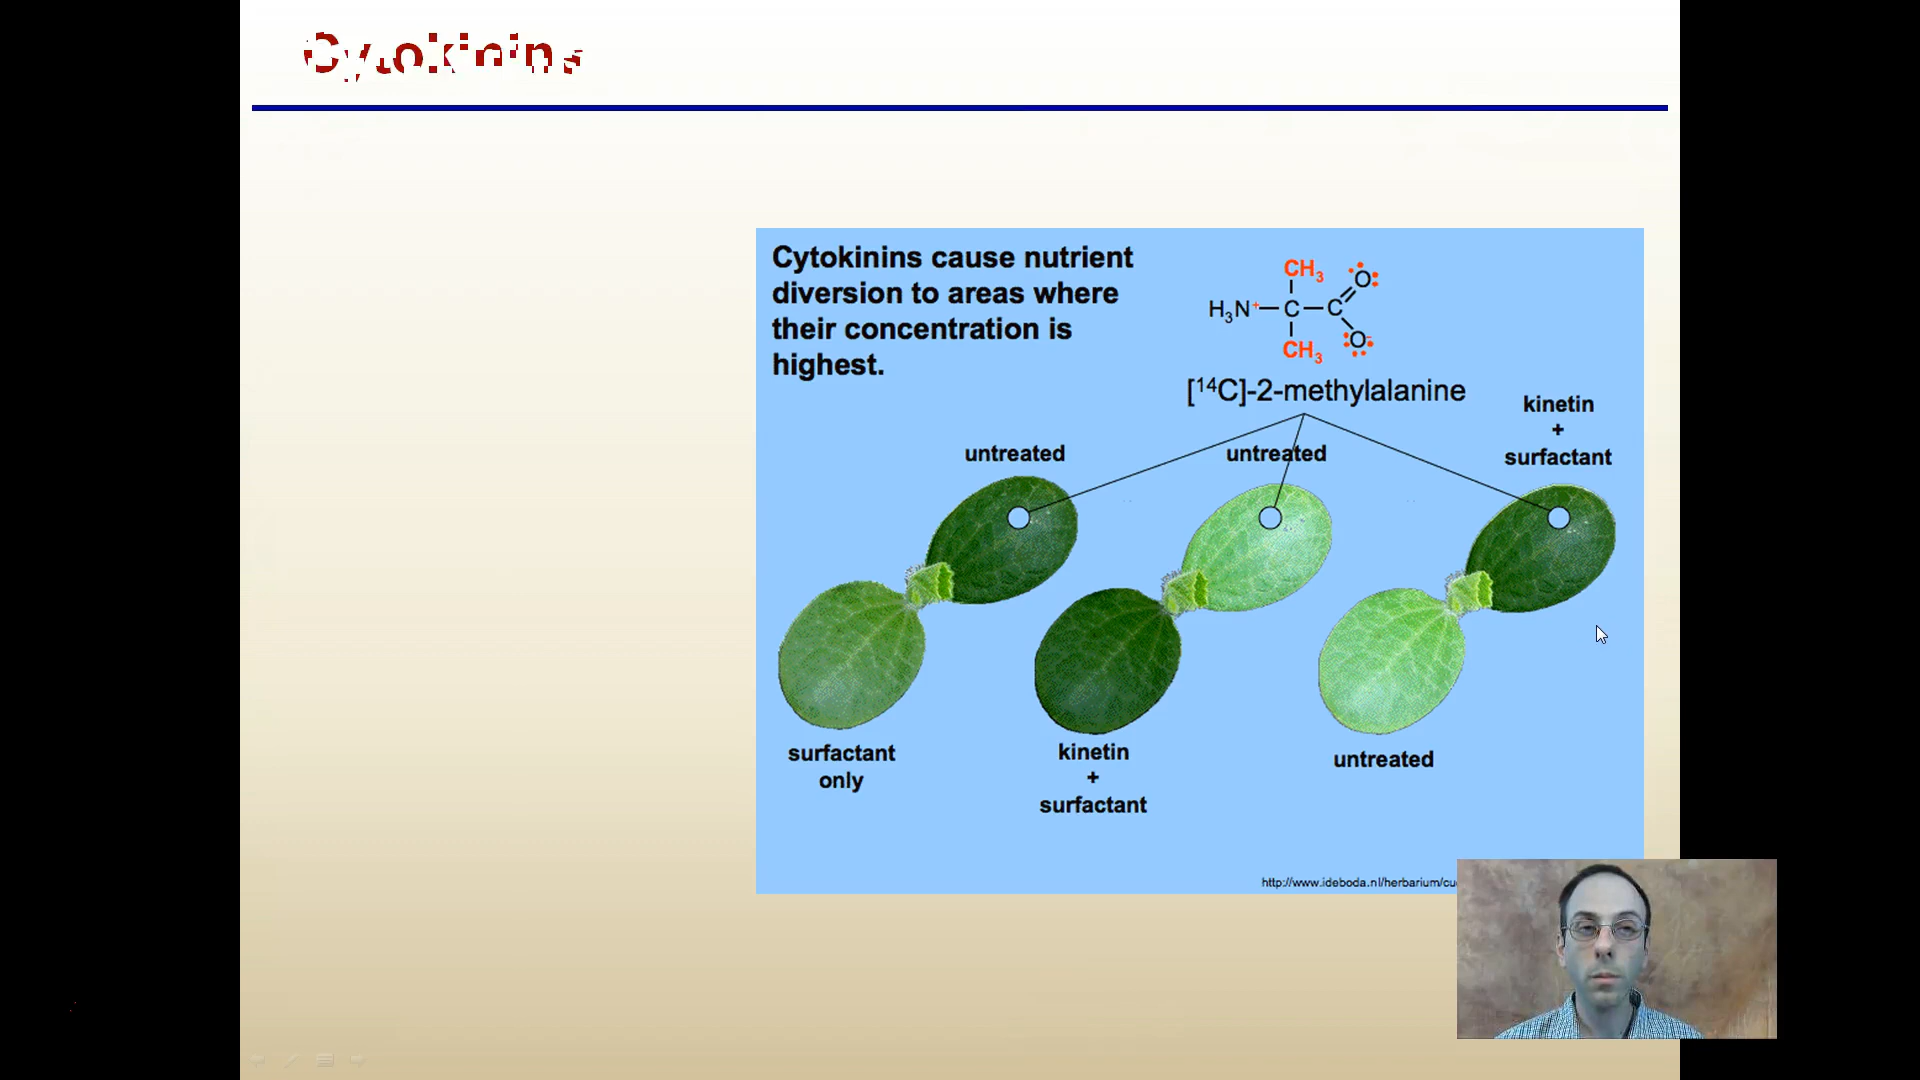 Cytokinins
Cytokinins cause nutrient
diversion to areas where
their concentration is
highest.
CH3
O
H3N+
C
C
O-
CH3
[14C]-2-methylalanine
kinetin
+
surfactant
untreated
untreated
surfactant
only
kinetin
+
surfactant
untreated
http://www.ideboda.nl/herbarium/cu